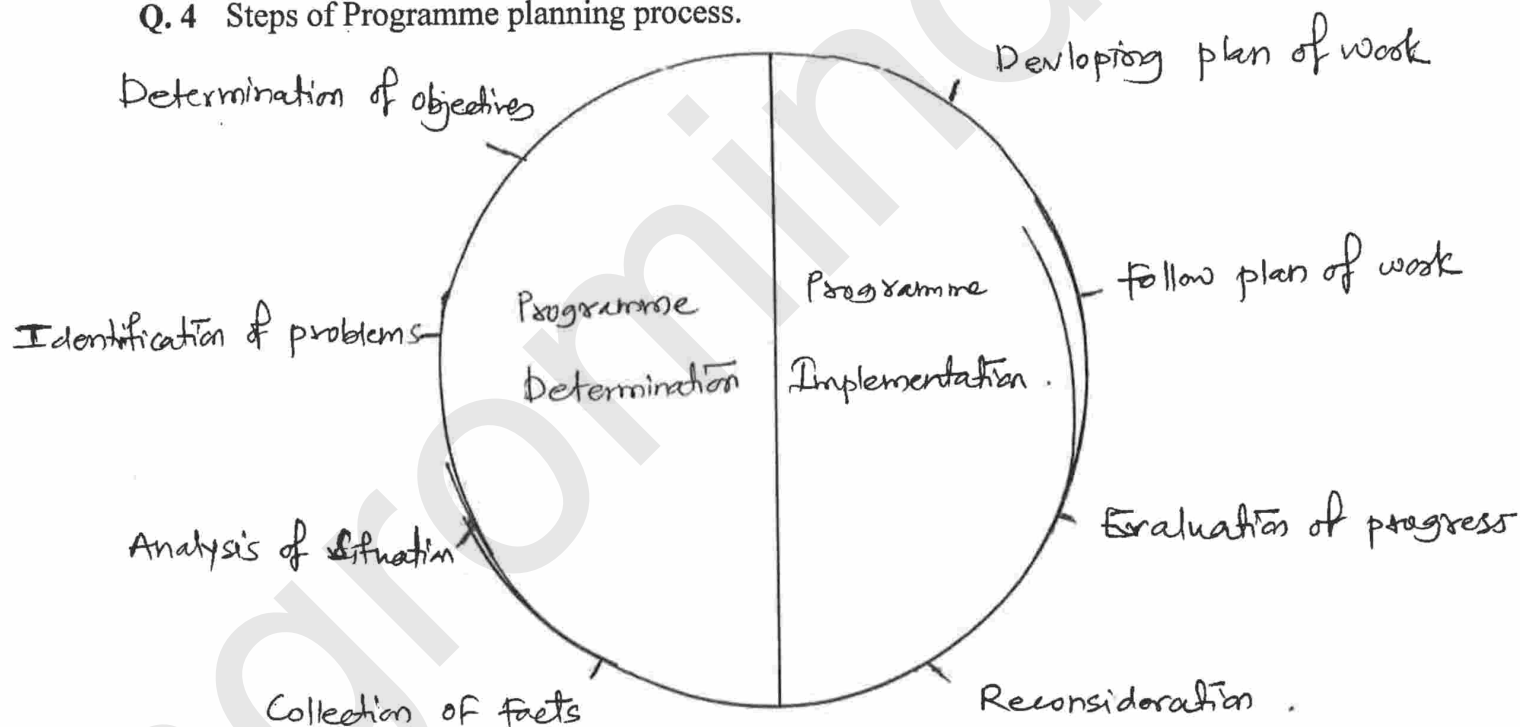 Q. 4 Steps of Programme planning process.
Devloping plan of work
Determination of objectives
Follow plan of work
Programme
Determination
Programme
Implementation.
Identification of problems
Evaluation of progress
Analysis of situation
Collection of facts
Reconsideration.
gromin